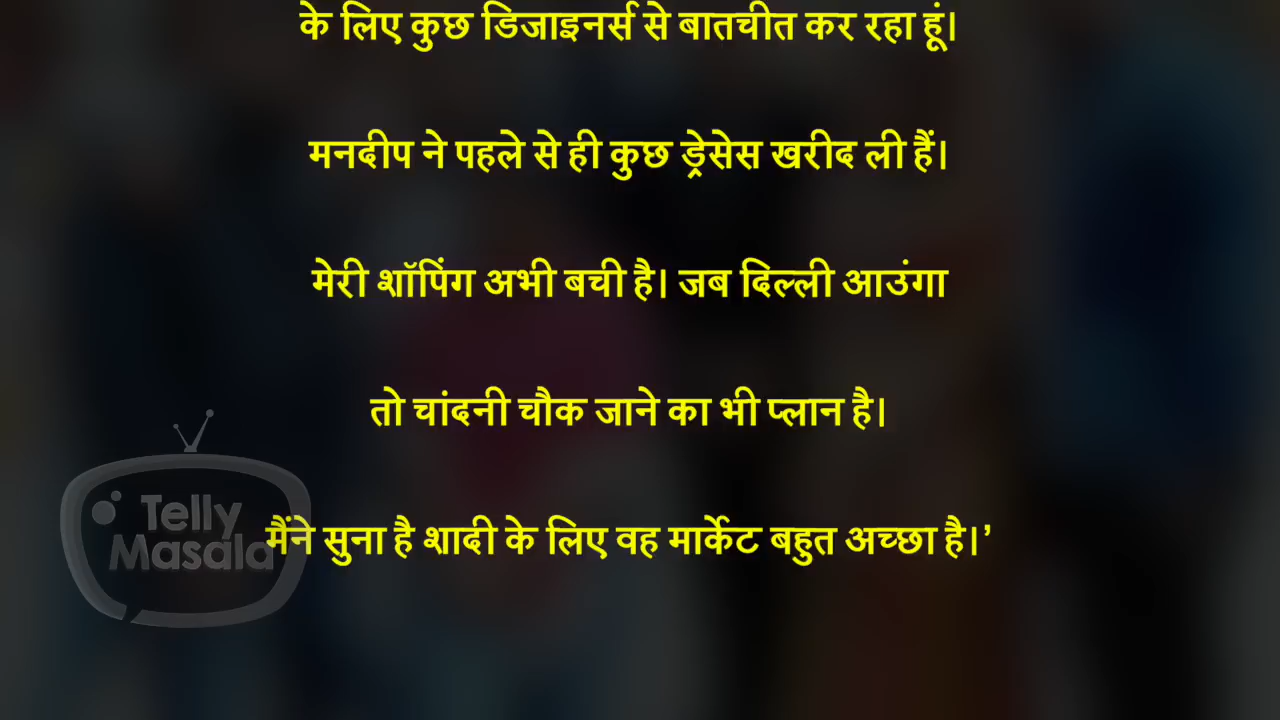 के लिए कुछ डिजाइनर्स से बातचीत कर रहा हूं।
मनदीप ने पहले से ही कुछ ड्रेसेस खरीद ली हैं।
मेरी शॉपिंग अभी बची है। जब दिल्ली आउंगा
तो चांदनी चौक जाने का भी प्लान है।
मैंने सुना है शादी के लिए वह मार्केट बहुत अच्छा है।’
Telly
Masala